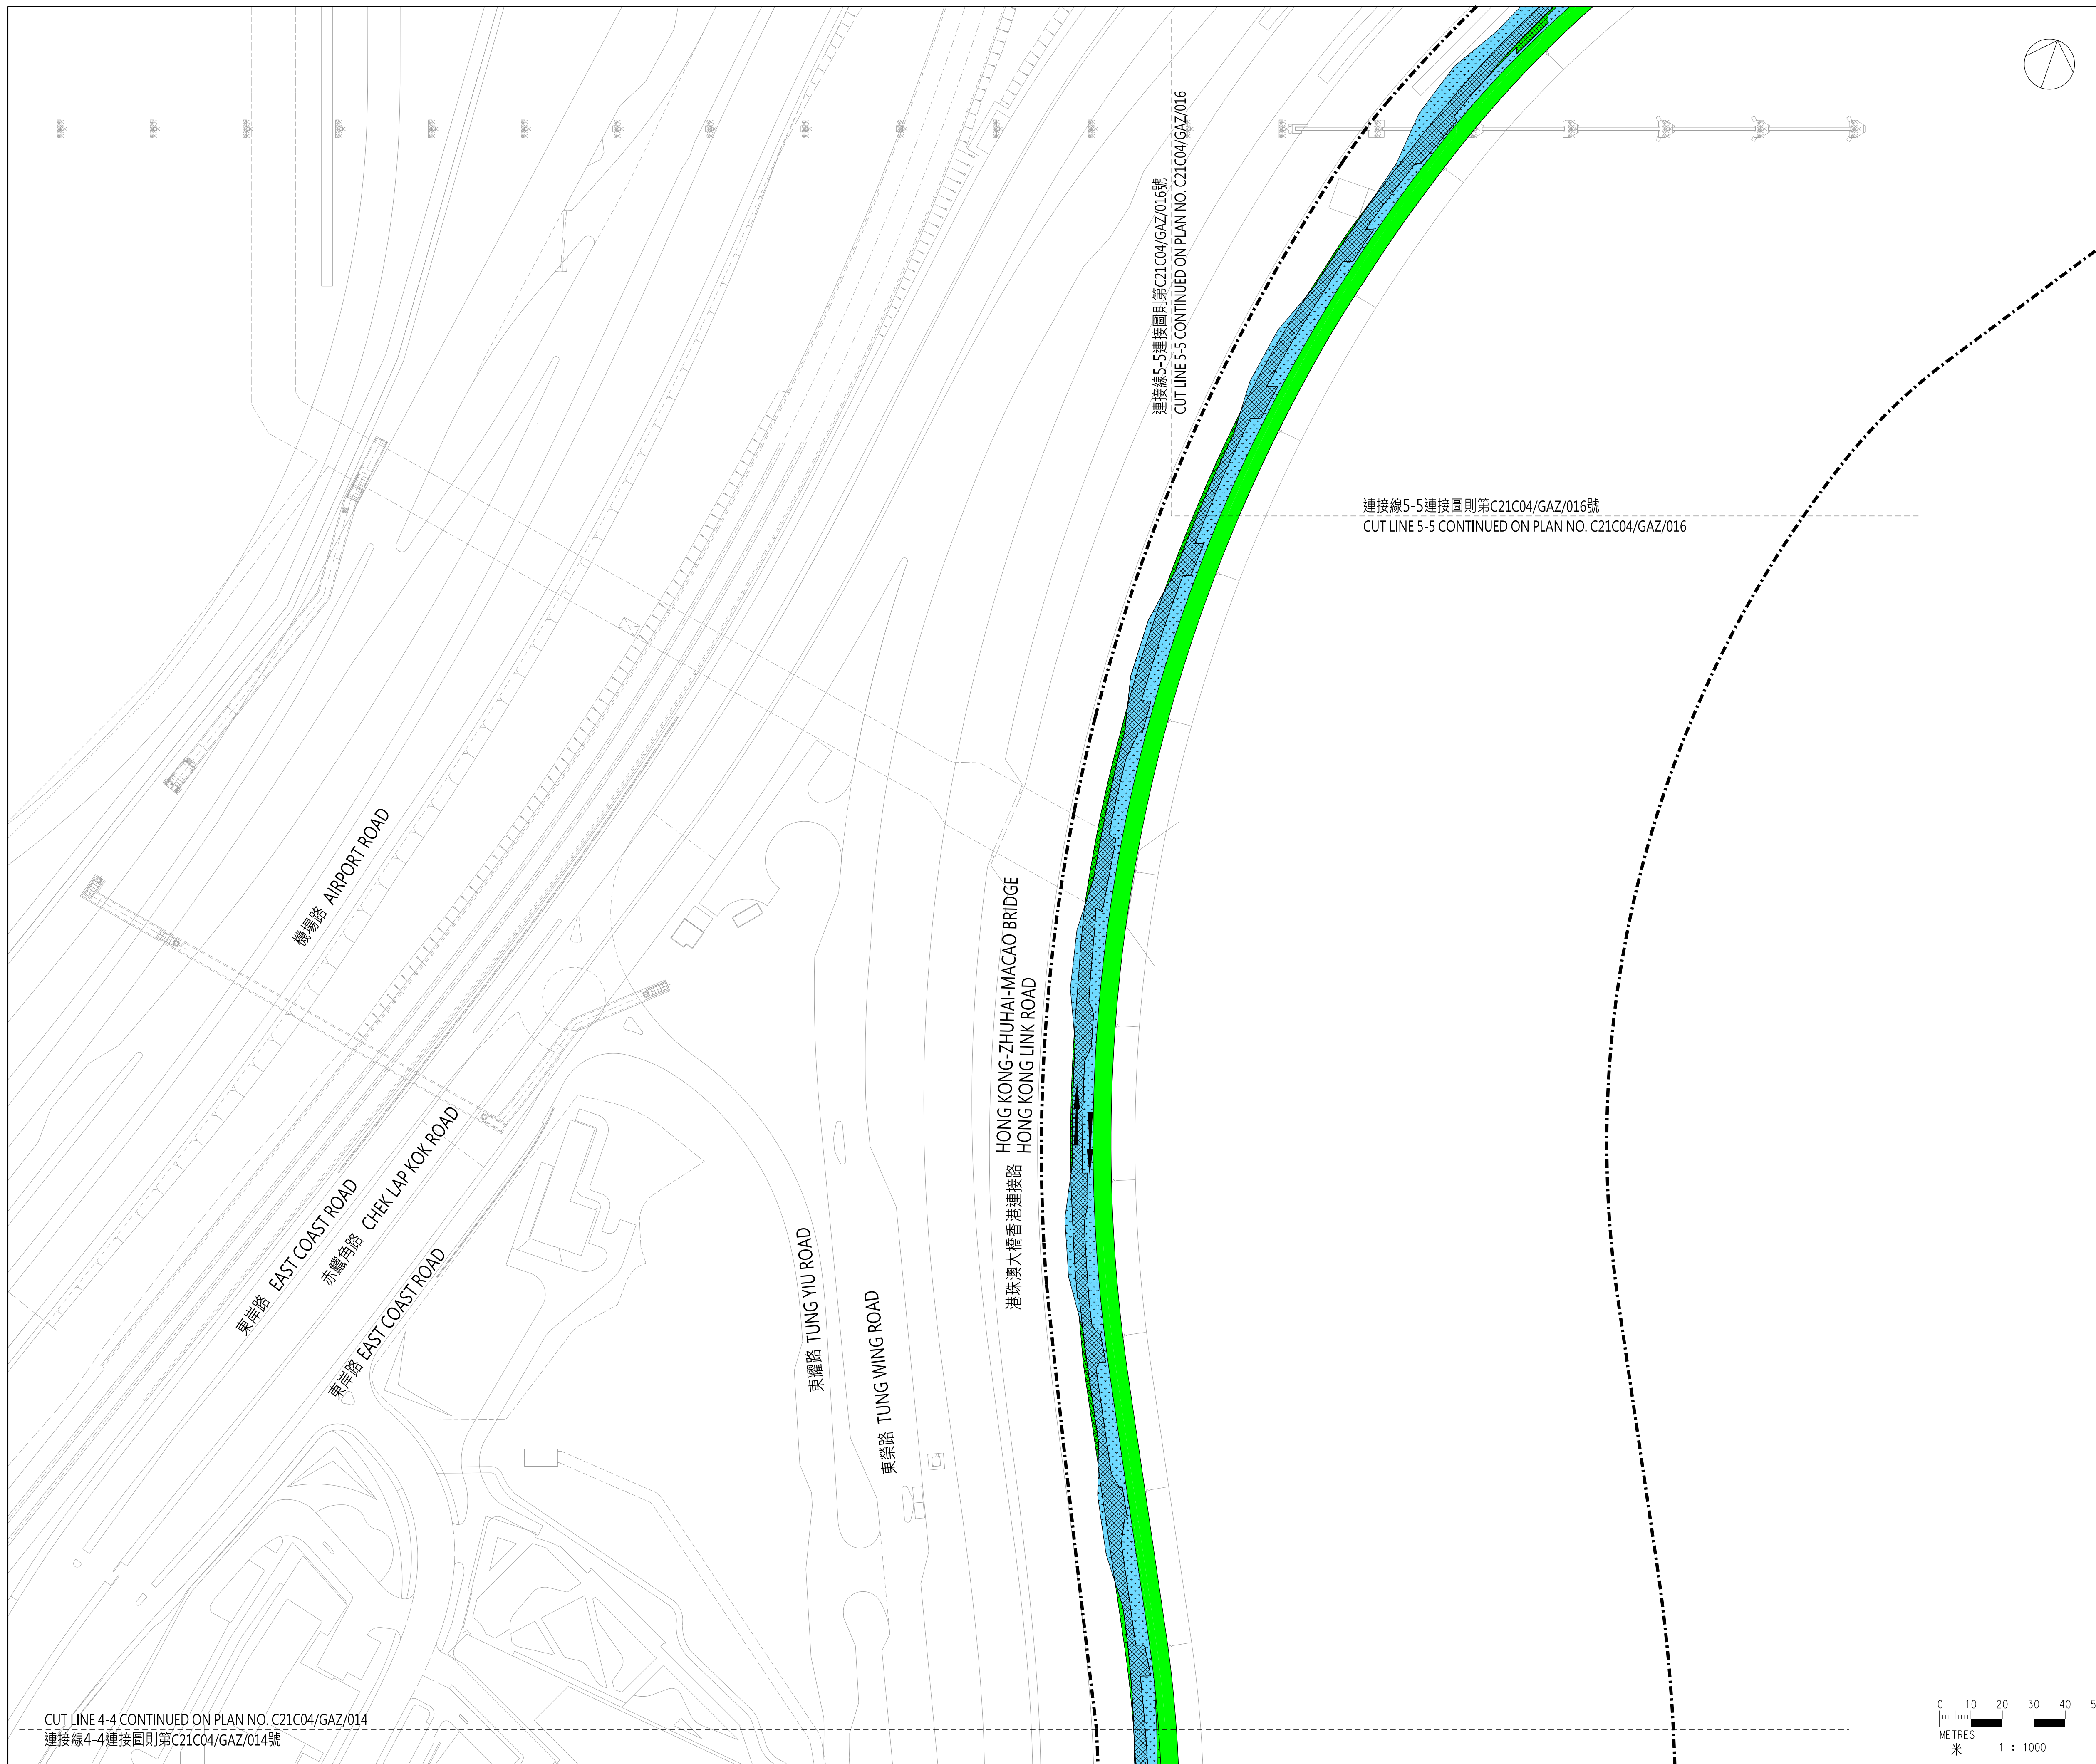 連接線5-5連接圖則第C21C04/GAZ/016號
CUT LINE 5-5 CONTINUED ON PLAN NO. C21C04/GAZ/016
連接線5-5連接圖則第C21C04/GAZ/016號
CUT LINE 5-5 CONTINUED ON PLAN NO. C21C04/GAZ/016
機場路 AIRPORT ROAD
東岸路 EAST COAST ROAD
赤鱲角路 CHEK LAP KOK ROAD
東岸路 EAST COAST ROAD
東耀路 TUNG YIU ROAD
東榮路 TUNG WING ROAD
港珠澳大橋香港連接路
HONG KONG-ZHUHAI-MACAO BRIDGE
HONG KONG LINK ROAD
CUT LINE 4-4 CONTINUED ON PLAN NO. C21C04/GAZ/014
連接線4-4連接圖則第C21C04/GAZ/014號
0 10 20 30 40 5
METRES
米 1 : 1000